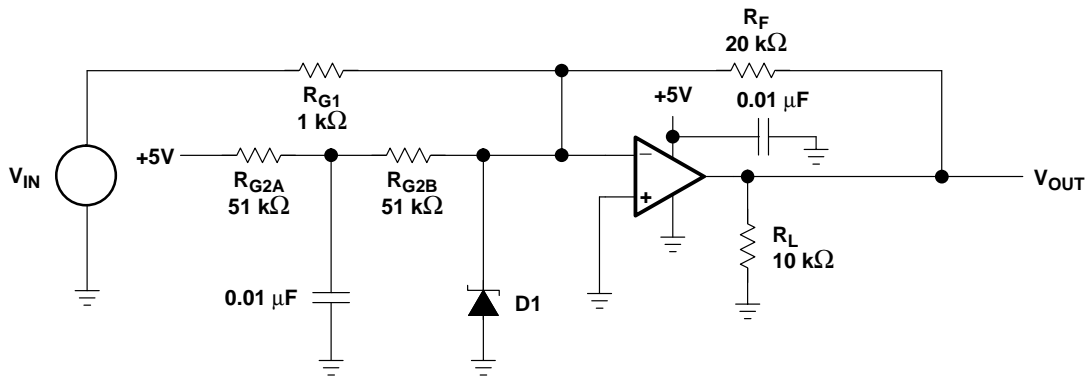 R_F
20 kΩ
+5V
0.01 μF
R_G1
1 kΩ
+5V
V_IN
R_G2A
51 kΩ
R_G2B
51 kΩ
−
+
V_OUT
R_L
10 kΩ
0.01 μF
D1